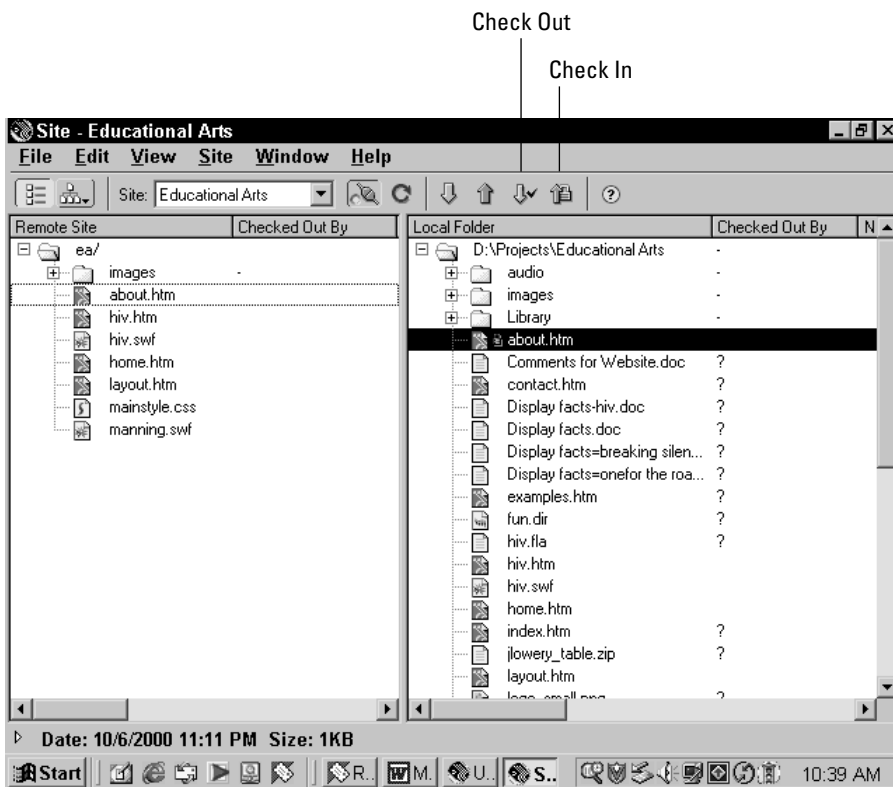 Check Out
Check In
Site - Educational Arts
File Edit View Site Window Help
Site: Educational Arts
Remote Site Checked Out By
Local Folder Checked Out By N
ea/
images -
about.htm
hiv.htm
hiv.swf
home.htm
layout.htm
mainstyle.css
manning.swf
D:\Projects\Educational Arts -
audio -
images -
Library -
about.htm
Comments for Website.doc ?
contact.htm ?
Display facts-hiv.doc ?
Display facts.doc ?
Display facts=breaking silen... ?
Display facts=onefor the roa... ?
examples.htm ?
fun.dir ?
hiv.fla ?
hiv.htm
hiv.swf
home.htm
index.htm ?
jlowery_table.zip ?
layout.htm
logo_small.png ?
Date: 10/6/2000 11:11 PM Size: 1KB
Start R.. M. U.. S.. 10:39 AM